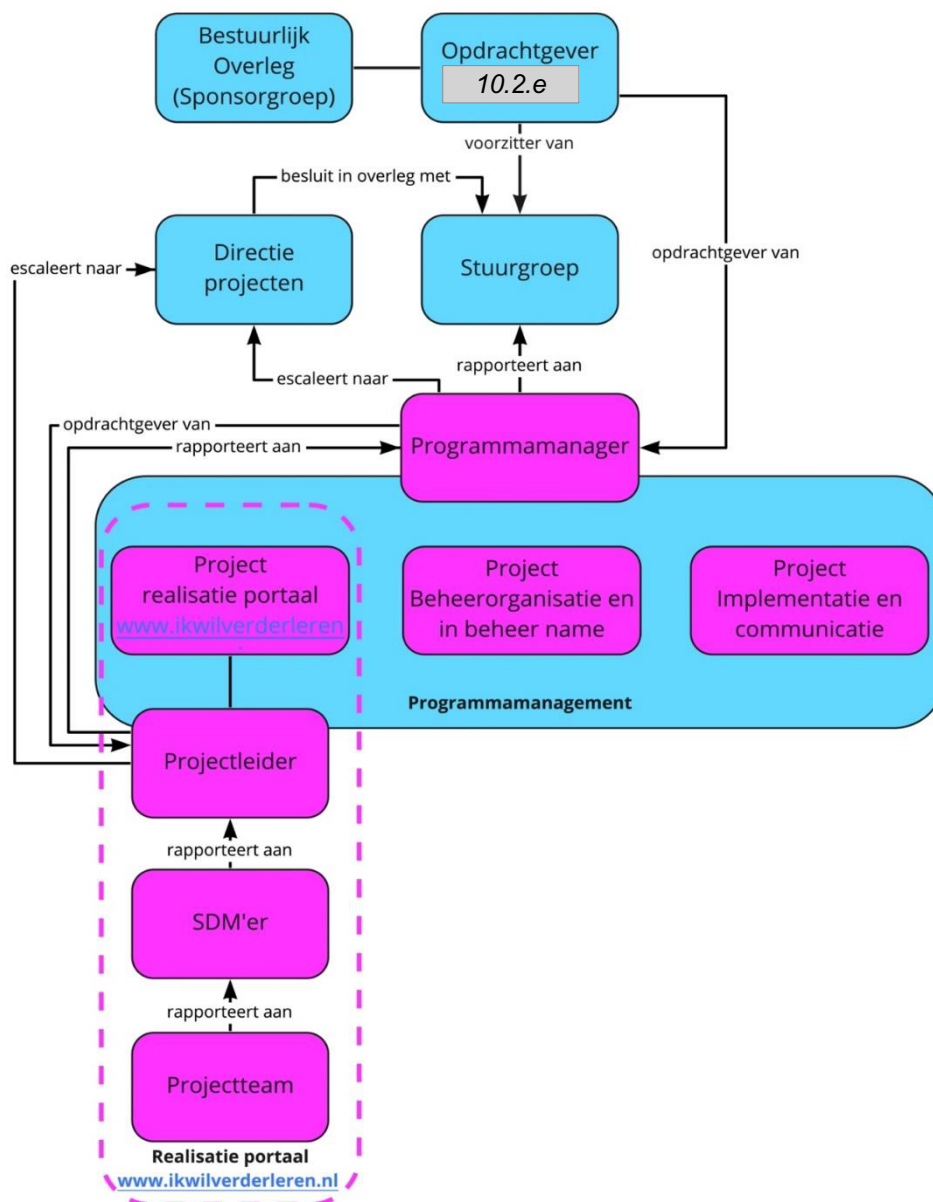 Bestuurlijk
Overleg
(Sponsorgroep)
Opdrachtgever
10.2.e
voorzitter van
besluit in overleg met
escaleert naar
Directie
projecten
Stuurgroep
opdrachtgever van
escaleert naar
rapporteert aan
opdrachtgever van
rapporteert aan
Programmamanager
Project
realisatie portaal
www.ikwilverderleren
.
Project
Beheerorganisatie en
in beheer name
Project
Implementatie en
communicatie
Programmamanagement
Projectleider
rapporteert aan
SDM'er
rapporteert aan
Projectteam
Realisatie portaal
www.ikwilverderleren.nl